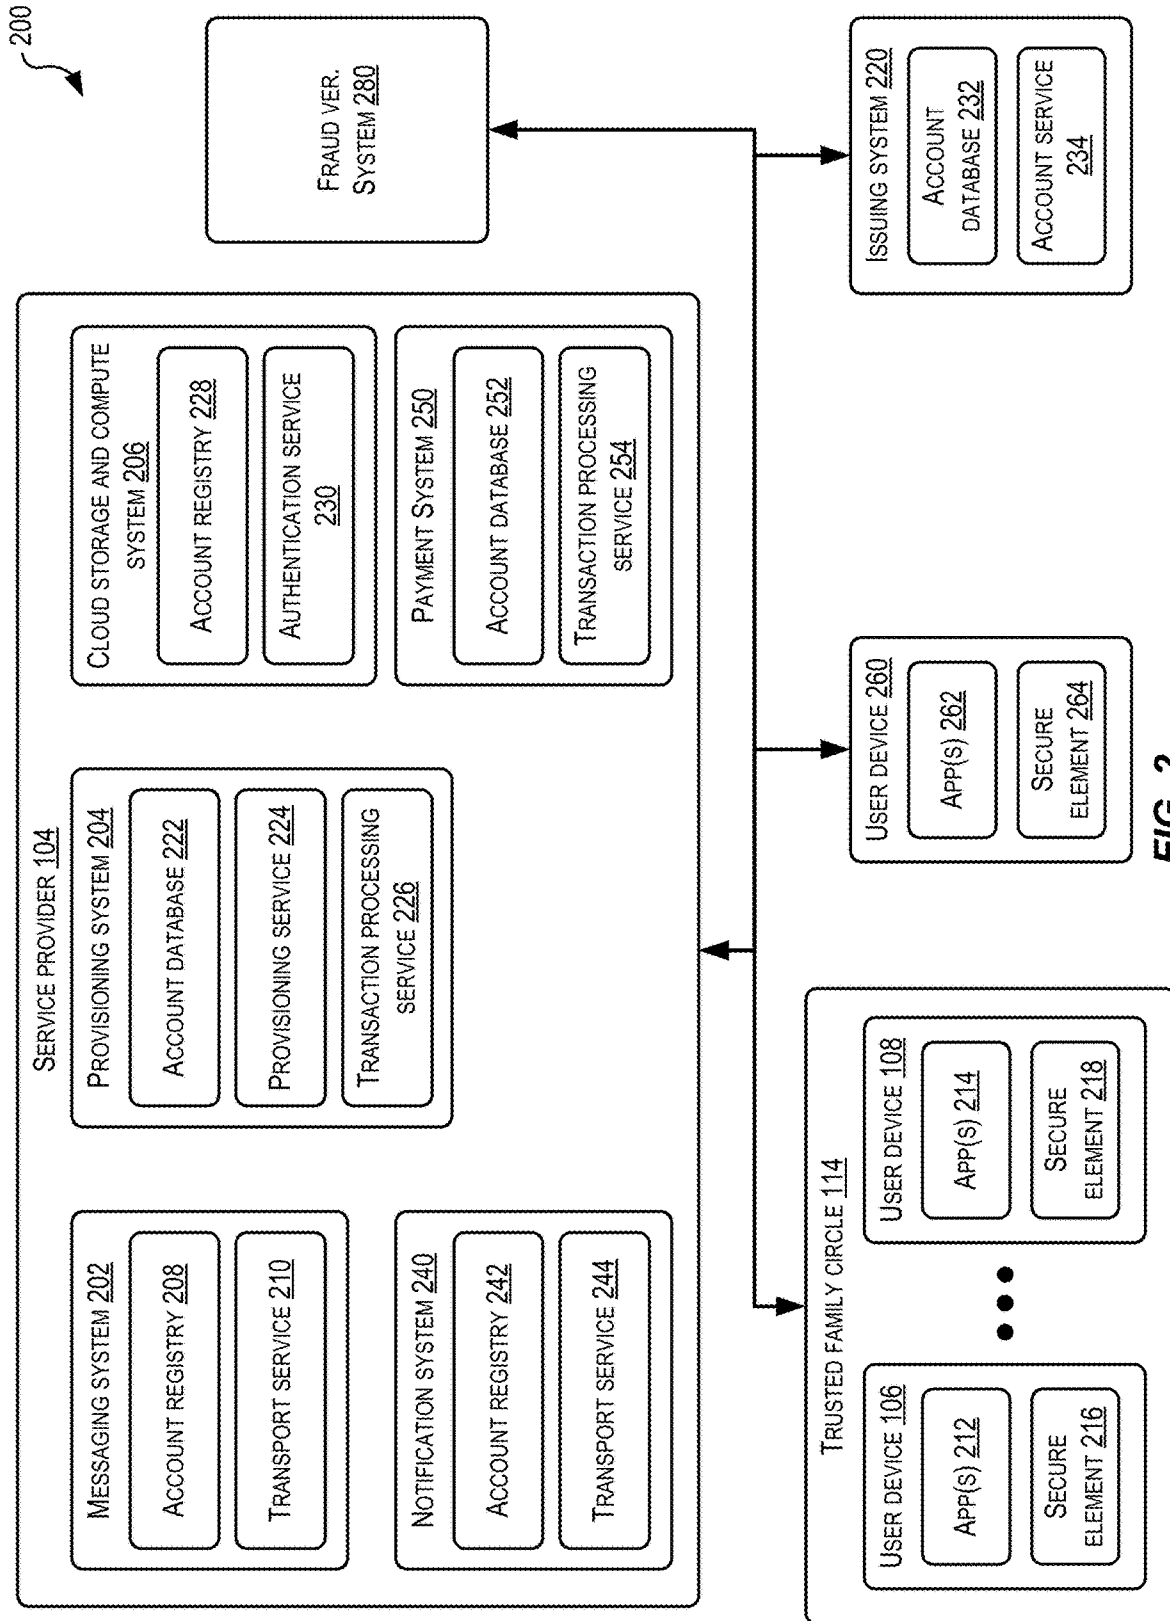 200
SERVICE PROVIDER 104
MESSAGING SYSTEM 202
ACCOUNT REGISTRY 208
TRANSPORT SERVICE 210
NOTIFICATION SYSTEM 240
ACCOUNT REGISTRY 242
TRANSPORT SERVICE 244
PROVISIONING SYSTEM 204
ACCOUNT DATABASE 222
PROVISIONING SERVICE 224
TRANSACTION PROCESSING
SERVICE 226
CLOUD STORAGE AND COMPUTE
SYSTEM 206
ACCOUNT REGISTRY 228
AUTHENTICATION SERVICE
230
PAYMENT SYSTEM 250
ACCOUNT DATABASE 252
TRANSACTION PROCESSING
SERVICE 254
FRAUD VER.
SYSTEM 280
TRUSTED FAMILY CIRCLE 114
USER DEVICE 106
APP(S) 212
SECURE
ELEMENT 216
USER DEVICE 108
APP(S) 214
SECURE
ELEMENT 218
USER DEVICE 260
APP(S) 262
SECURE
ELEMENT 264
ISSUING SYSTEM 220
ACCOUNT
DATABASE 232
ACCOUNT SERVICE
234
FIG. 2